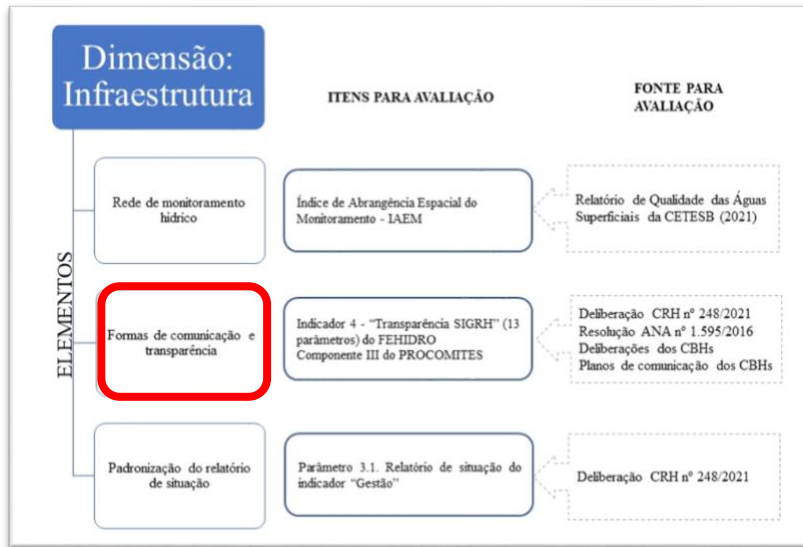 Dimensão:
Infraestrutura
ITENS PARA AVALIAÇÃO
FONTE PARA
AVALIAÇÃO
ELEMENTOS
Rede de monitoramento
hídrico
Índice de Abrangência Espacial do
Monitoramento - IAEM
Relatório de Qualidade das Águas
Superficiais da CETESB (2021)
Formas de comunicação e
transparência
Indicador 4 - “Transparência SIGRH” (13
parâmetros) do FEHIDRO
Componente III do PROCOMITES
Deliberação CRH nº 248/2021
Resolução ANA nº 1.595/2016
Deliberações dos CBHs
Planos de comunicação dos CBHs
Padronização do relatório
de situação
Parâmetro 3.1. Relatório de situação do
indicador “Gestão”
Deliberação CRH nº 248/2021